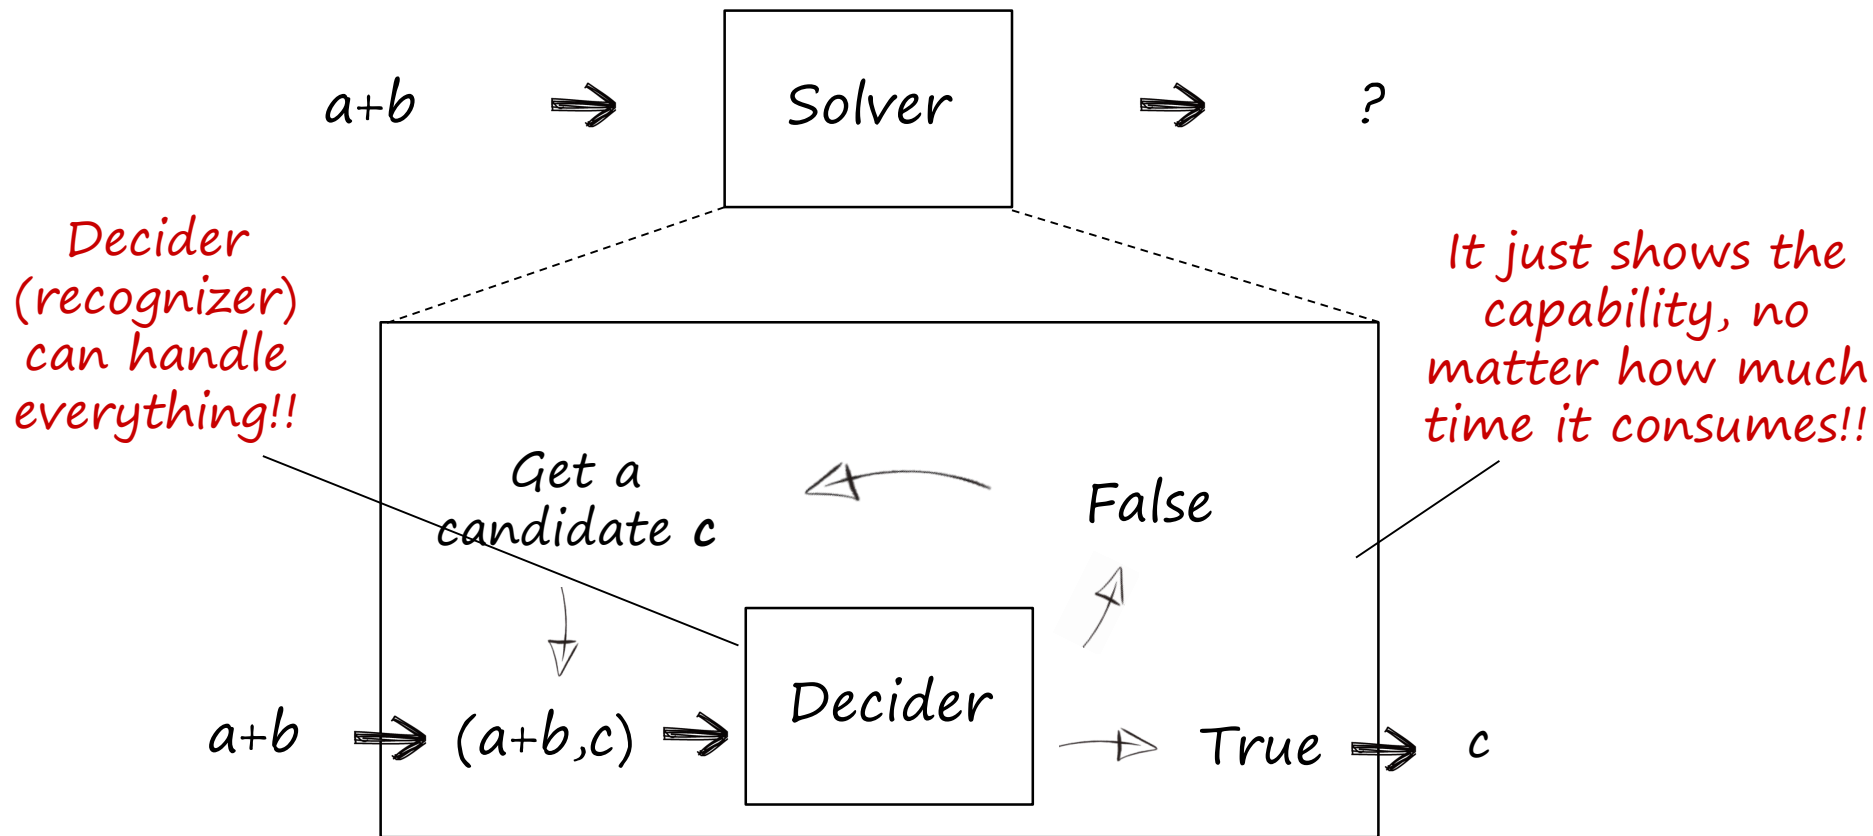 a+b
Solver
?
Decider
(recognizer)
can handle
everything!!
It just shows the
capability, no
matter how much
time it consumes!!
Get a
candidate c
False
a+b
(a+b,c)
Decider
True
c